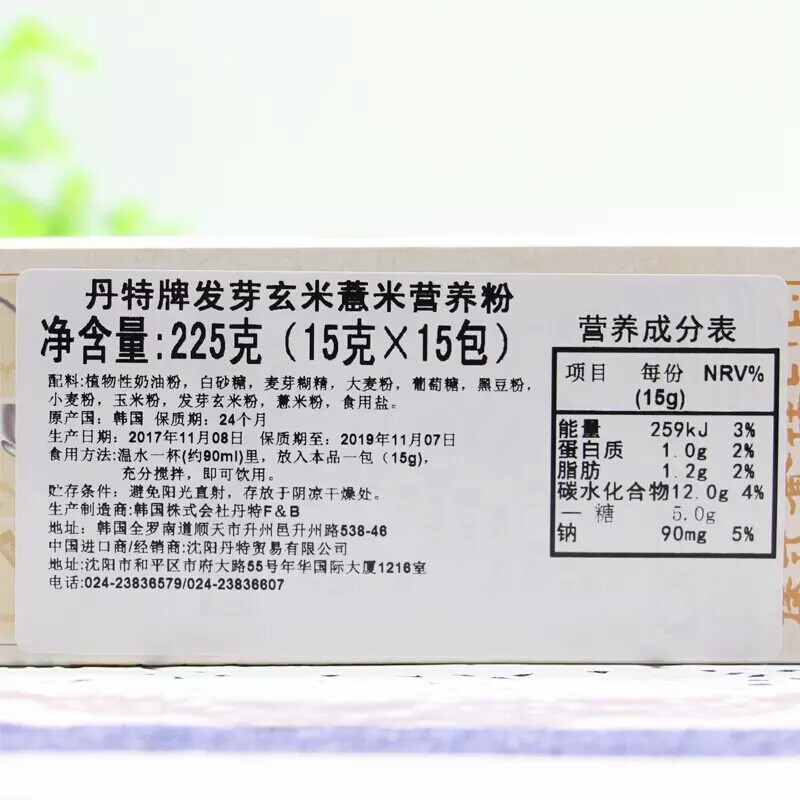 丹特牌发芽玄米薏米营养粉
净含量:225克（15克×15包）
配料:植物性奶油粉，白砂糖，麦芽糊精，大麦粉，葡萄糖，黑豆粉，
小麦粉，玉米粉，发芽玄米粉，薏米粉，食用盐。
原产国：韩国 保质期：24个月
生产日期：2017年11月08日 保质期至：2019年11月07日
食用方法:温水一杯(约90ml)里，放入本品一包（15g），
充分搅拌，即可饮用。
贮存条件：避免阳光直射，存放于阴凉干燥处。
生产制造商:韩国株式会社丹特F&B
地址：韩国全罗南道顺天市升州邑升州路538-46
中国进口商/经销商:沈阳丹特贸易有限公司
地址:沈阳市和平区市府大路55号年华国际大厦1216室
电话:024-23836579/024-23836607
营养成分表
项目 每份 NRV%
(15g)
能量 259kJ 3%
蛋白质 1.0g 2%
脂肪 1.2g 2%
碳水化合物12.0g 4%
一 糖 5.0g
钠 90mg 5%